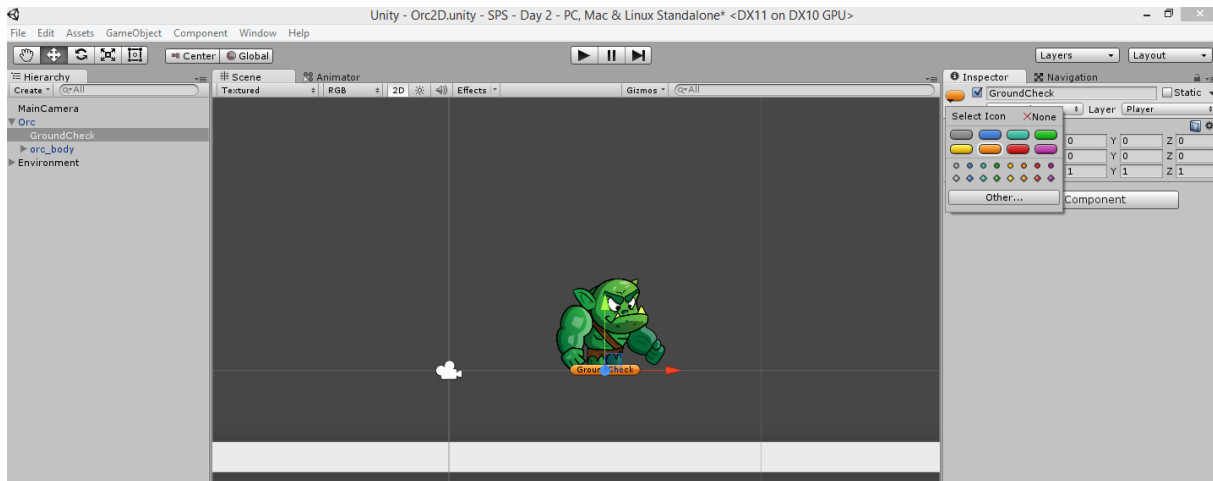 Unity - Orc2D.unity - SPS - Day 2 - PC, Mac & Linux Standalone* <DX11 on DX10 GPU>
File Edit Assets GameObject Component Window Help
Center Global Layers Layout
Hierarchy Scene Animator Inspector Navigation
Create All Textured RGB 2D Effects Gizmos All GroundCheck Static
MainCamera
Orc
GroundCheck
orc_body
Environment
Layer Player
Select Icon None
0 Y 0 Z 0
0 Y 0 Z 0
1 Y 1 Z 1
Other... Component
GroundCheck